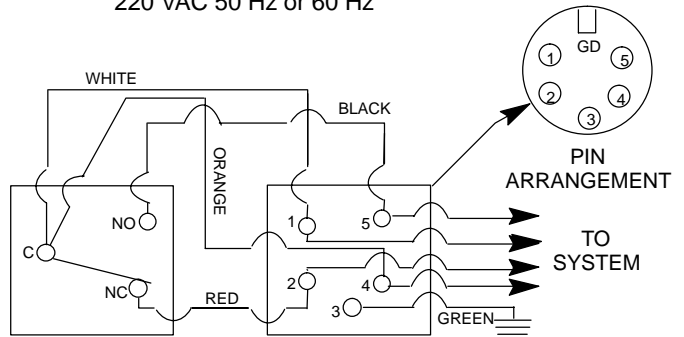 220 VAC 50 Hz or 60 Hz
GD
1
5
2
4
3
PIN
ARRANGEMENT
WHITE
BLACK
ORANGE
NO
C
NC
RED
1
5
2
4
3
GREEN
TO
SYSTEM